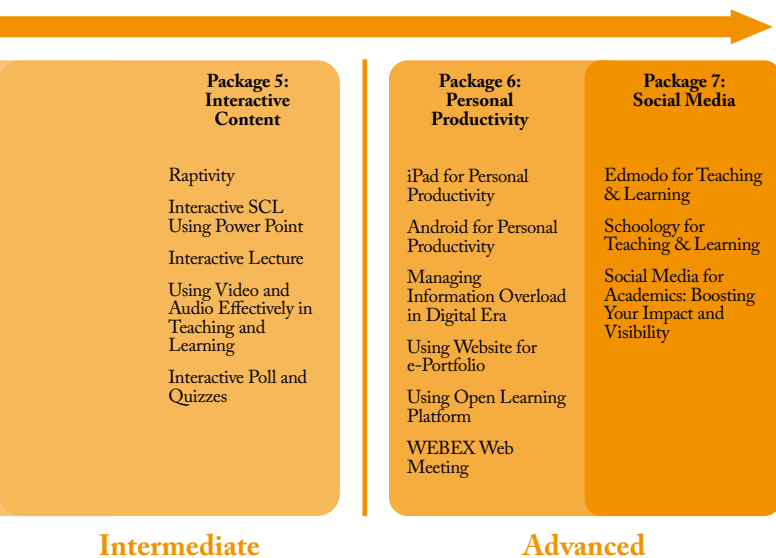 Package 5:
Interactive
Content
Raptivity
Interactive SCL
Using Power Point
Interactive Lecture
Using Video and
Audio Effectively in
Teaching and
Learning
Interactive Poll and
Quizzes
Intermediate
Package 6:
Personal
Productivity
iPad for Personal
Productivity
Android for Personal
Productivity
Managing
Information Overload
in Digital Era
Using Website for
e-Portfolio
Using Open Learning
Platform
WEBEX Web
Meeting
Package 7:
Social Media
Edmodo for Teaching
& Learning
Schoology for
Teaching & Learning
Social Media for
Academics: Boosting
Your Impact and
Visibility
Advanced